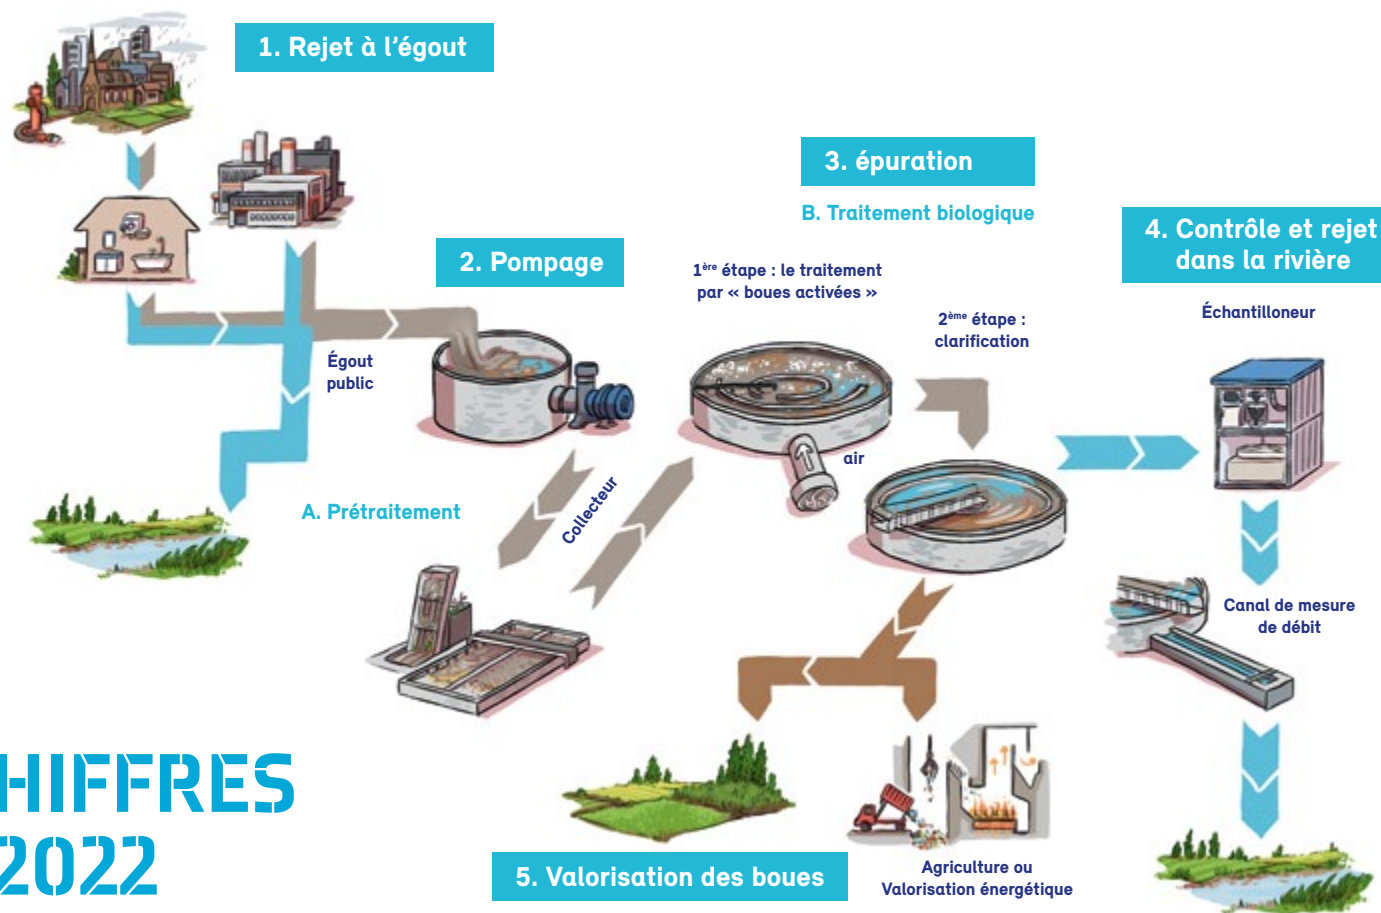 1. Rejet à l'égout
3. épuration
B. Traitement biologique
4. Contrôle et rejet
dans la rivière
2. Pompage
1ère étape : le traitement
par « boues activées »
2ème étape :
clarification
Échantilloneur
Égout
public
air
A. Prétraitement
Collecteur
Canal de mesure
de débit
HIFFRES
2022
5. Valorisation des boues
Agriculture ou
Valorisation énergétique